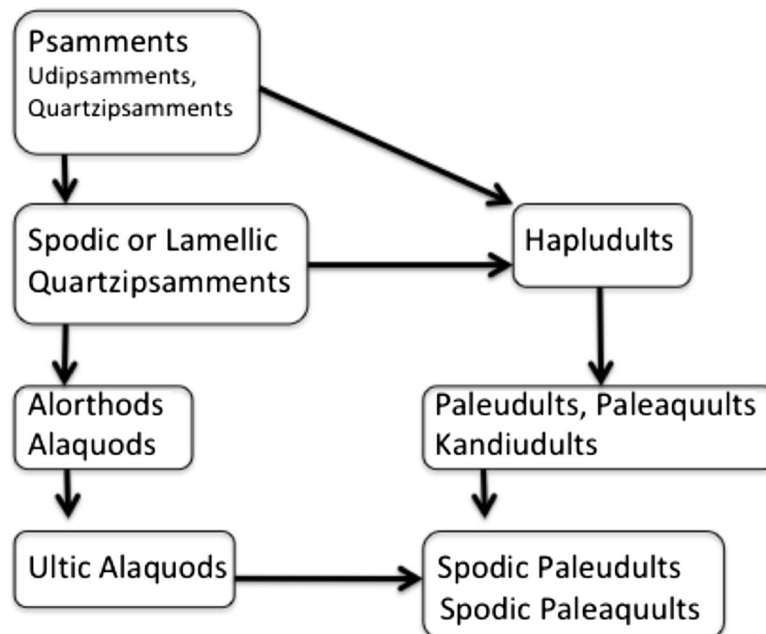 Psamments
Udipsamments,
Quartzipsamments
Spodic or Lamellic
Quartzipsamments
Hapludults
Alorthods
Alaquods
Paleudults, Paleaquults
Kandiudults
Ultic Alaquods
Spodic Paleudults
Spodic Paleaquults